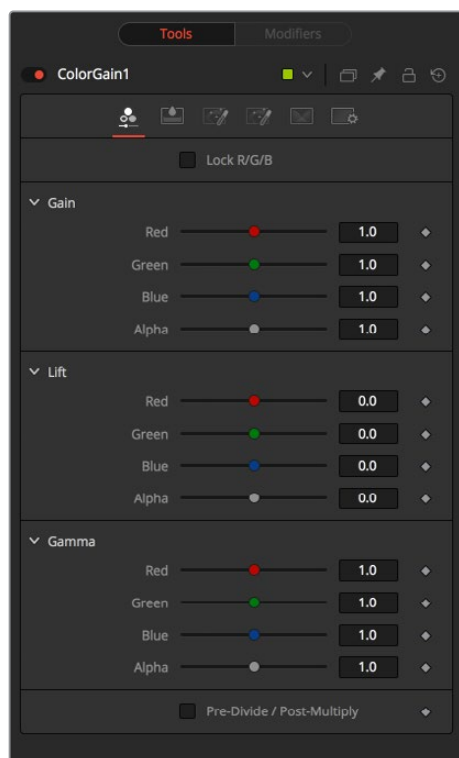 Tools Modifiers
ColorGain1
Lock R/G/B
Gain
Red 1.0
Green 1.0
Blue 1.0
Alpha 1.0
Lift
Red 0.0
Green 0.0
Blue 0.0
Alpha 0.0
Gamma
Red 1.0
Green 1.0
Blue 1.0
Alpha 1.0
Pre-Divide / Post-Multiply